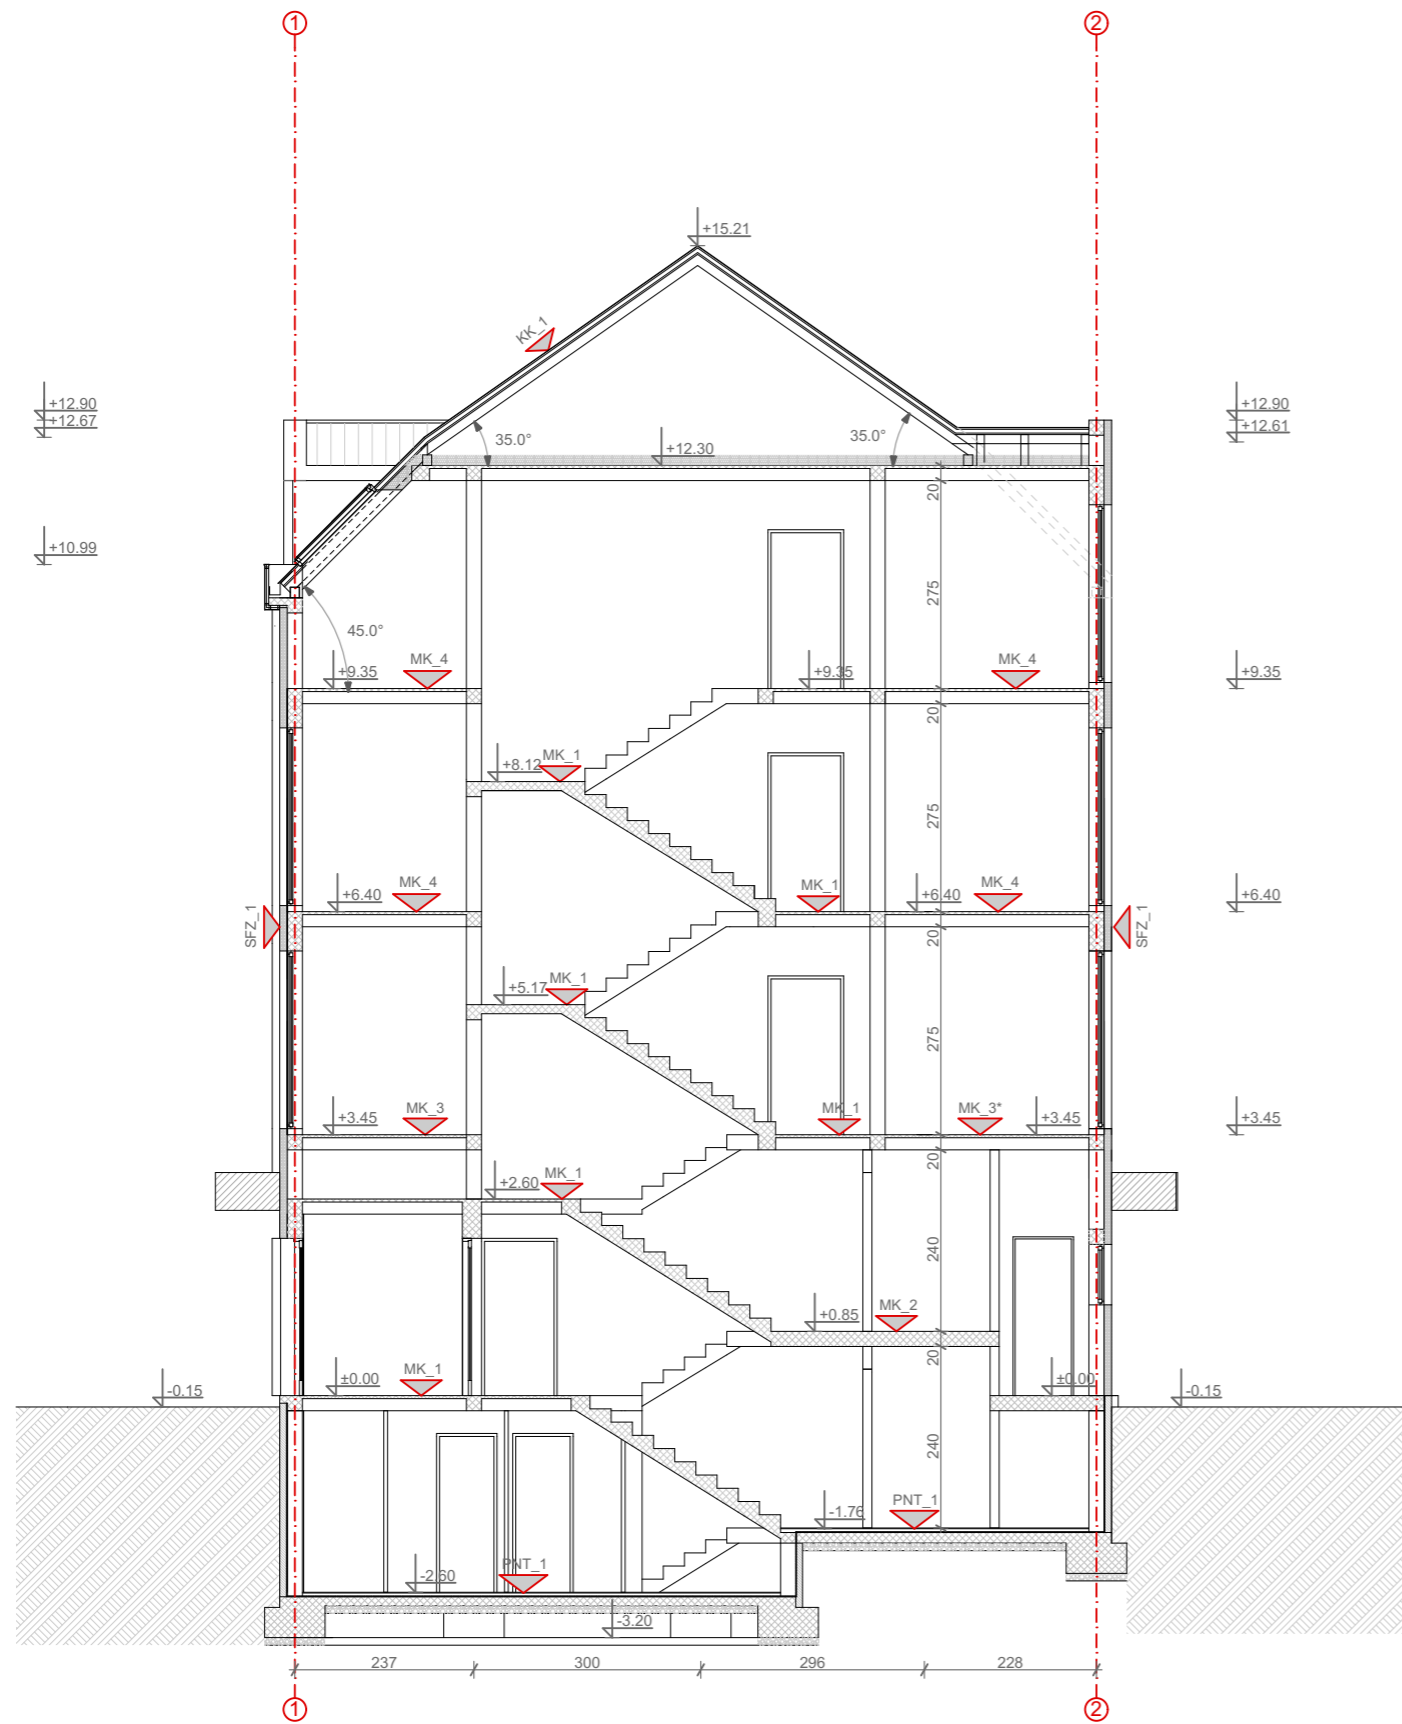 1
2
+15.21
KK_1
+12.90
+12.67
+12.90
+12.61
35.0°
35.0°
+12.30
20
+10.99
275
45.0°
MK_4
MK_4
+9.35
+9.35
+9.35
20
MK_1
+8.12
275
MK_4
MK_1
MK_4
+6.40
+6.40
+6.40
SFZ_1
SFZ_1
20
MK_1
+5.17
275
MK_3
MK_1
MK_3*
+3.45
+3.45
+3.45
20
MK_1
+2.60
240
MK_2
+0.85
20
MK_1
±0.00
±0.00
-0.15
-0.15
240
PNT_1
-1.76
PNT_1
-2.60
-3.20
237
300
296
228
1
2